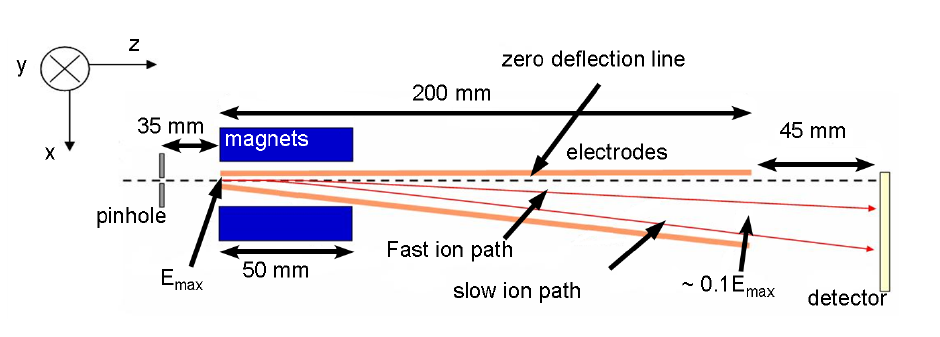 z
y
zero deflection line
200 mm
35 mm
magnets
45 mm
x
electrodes
pinhole
Fast ion path
50 mm
Emax
slow ion path
~ 0.1Emax
detector